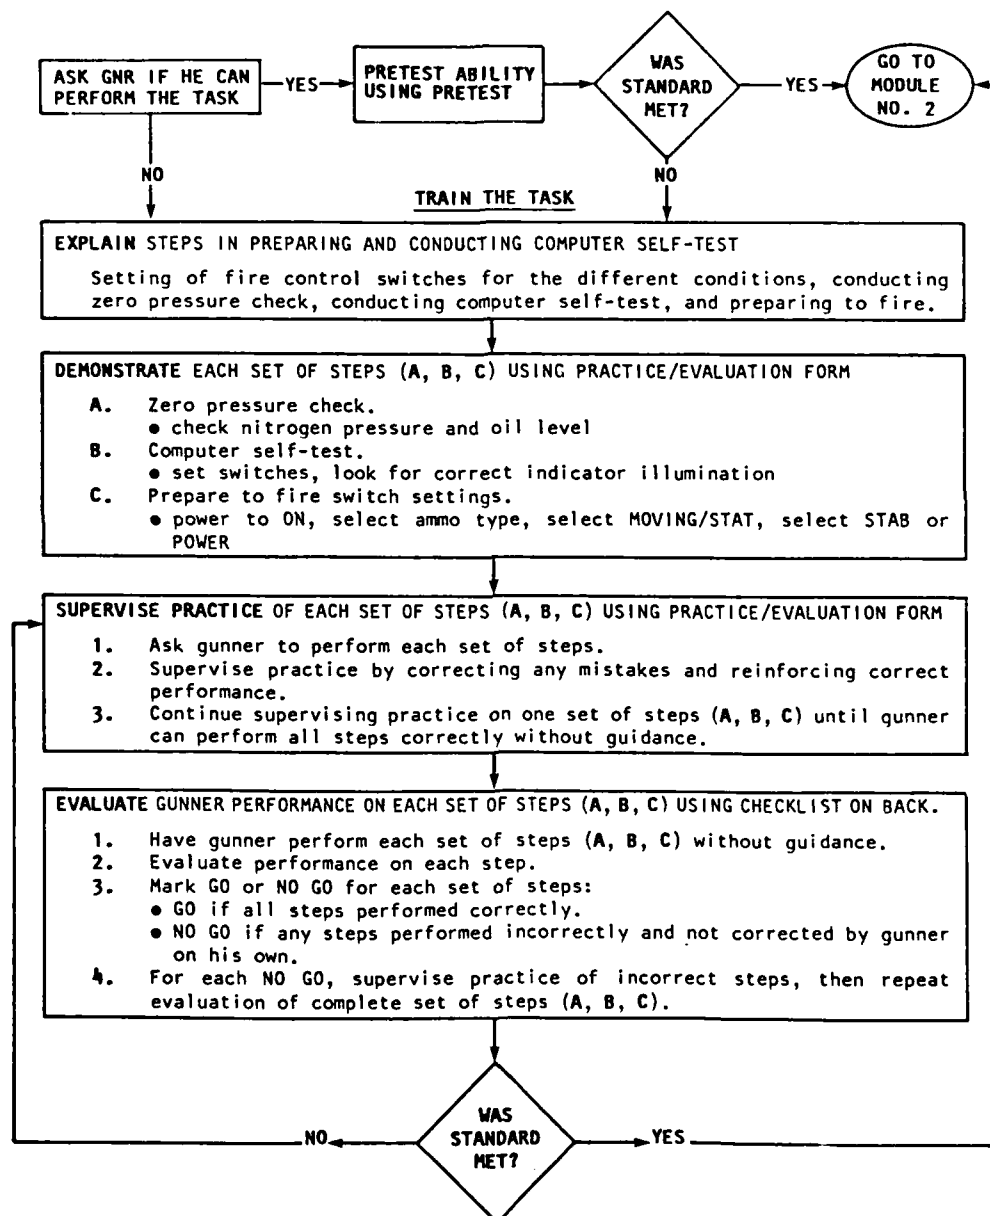 ASK GNR IF HE CAN
PERFORM THE TASK
YES
PRETEST ABILITY
USING PRETEST
WAS
STANDARD
MET?
YES
GO TO
MODULE
NO. 2
NO
NO
TRAIN THE TASK
EXPLAIN STEPS IN PREPARING AND CONDUCTING COMPUTER SELF-TEST
Setting of fire control switches for the different conditions, conducting
zero pressure check, conducting computer self-test, and preparing to fire.
DEMONSTRATE EACH SET OF STEPS (A, B, C) USING PRACTICE/EVALUATION FORM
A. Zero pressure check.
• check nitrogen pressure and oil level
B. Computer self-test.
• set switches, look for correct indicator illumination
C. Prepare to fire switch settings.
• power to ON, select ammo type, select MOVING/STAT, select STAB or
POWER
SUPERVISE PRACTICE OF EACH SET OF STEPS (A, B, C) USING PRACTICE/EVALUATION FORM
1. Ask gunner to perform each set of steps.
2. Supervise practice by correcting any mistakes and reinforcing correct
performance.
3. Continue supervising practice on one set of steps (A, B, C) until gunner
can perform all steps correctly without guidance.
EVALUATE GUNNER PERFORMANCE ON EACH SET OF STEPS (A, B, C) USING CHECKLIST ON BACK.
1. Have gunner perform each set of steps (A, B, C) without guidance.
2. Evaluate performance on each step.
3. Mark GO or NO GO for each set of steps:
• GO if all steps performed correctly.
• NO GO if any steps performed incorrectly and not corrected by gunner
on his own.
4. For each NO GO, supervise practice of incorrect steps, then repeat
evaluation of complete set of steps (A, B, C).
WAS
STANDARD
MET?
NO
YES